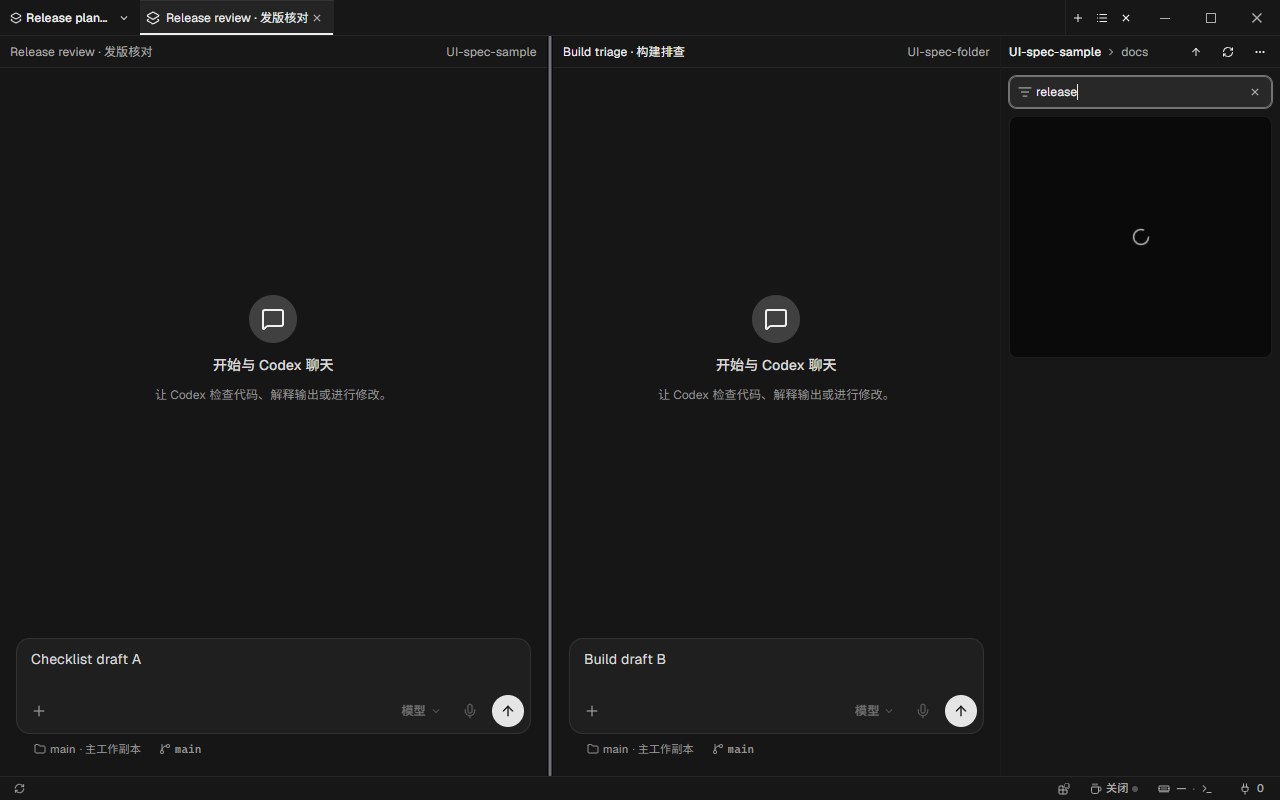 Release plan...
Release review · 发版核对
Release review · 发版核对
UI-spec-sample
Build triage · 构建排查
UI-spec-folder
UI-spec-sample > docs
release
开始与 Codex 聊天
让 Codex 检查代码、解释输出或进行修改。
开始与 Codex 聊天
让 Codex 检查代码、解释输出或进行修改。
Checklist draft A
模型
main · 主工作副本
main
Build draft B
模型
main · 主工作副本
main
关闭
— ·
0